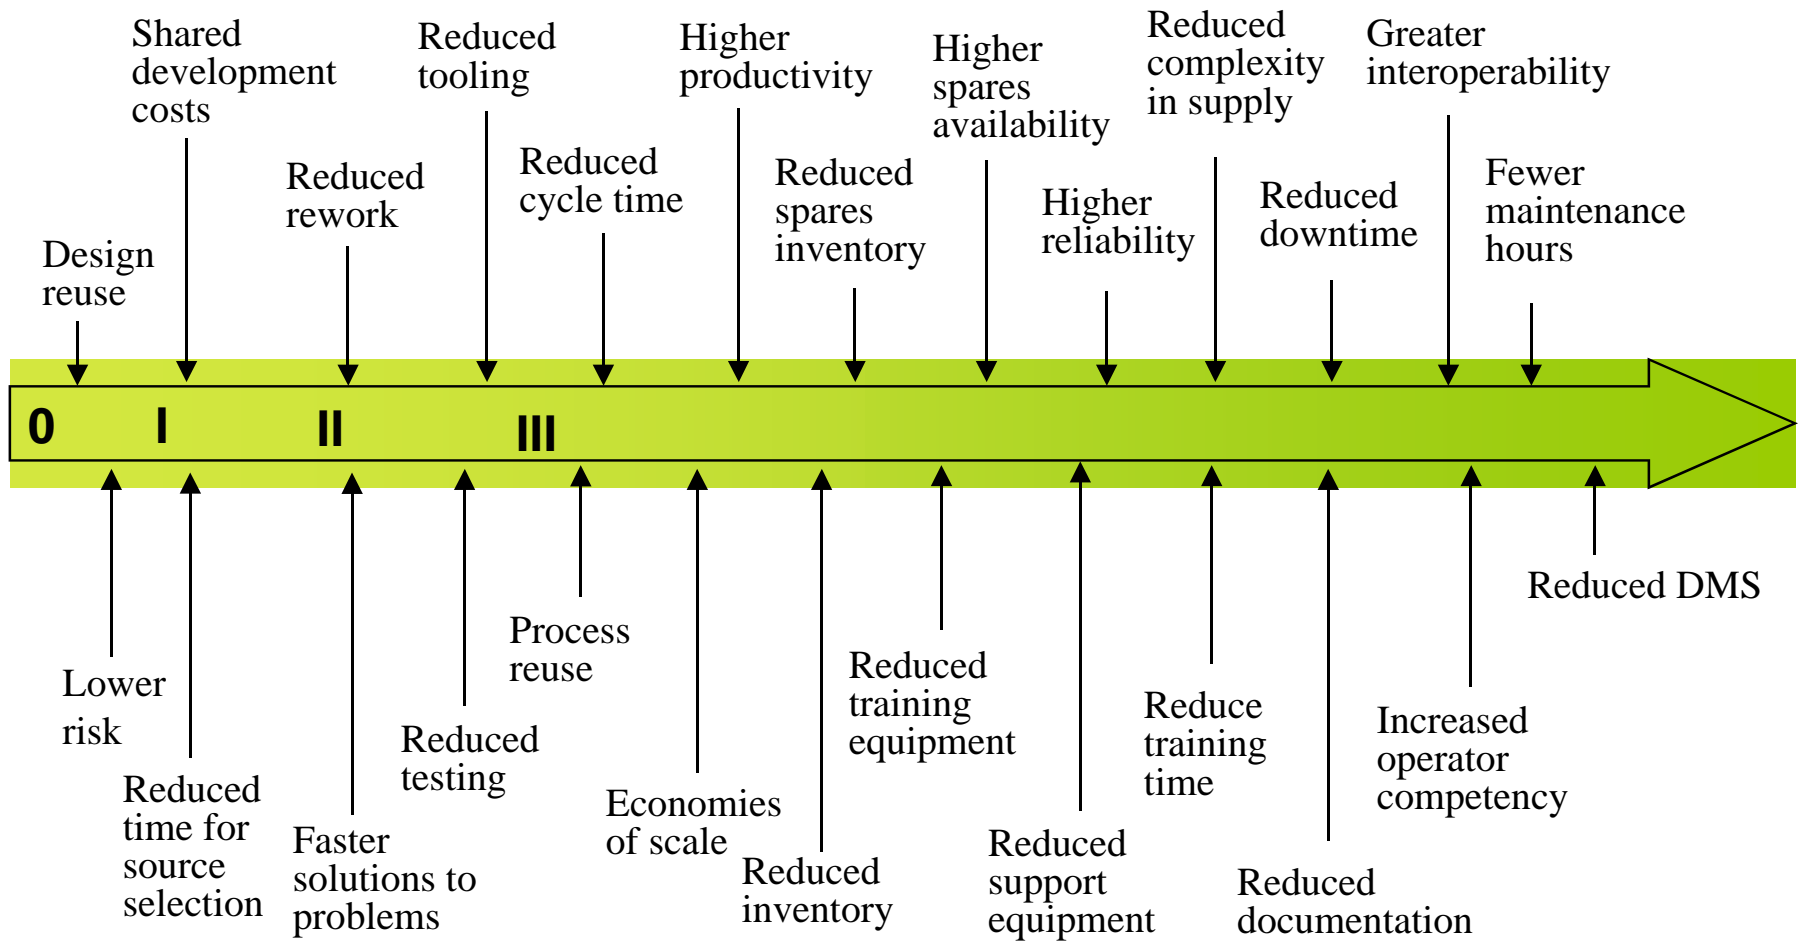 Shared
development
costs
Reduced
tooling
Higher
productivity
Higher
spares
availability
Reduced
complexity
in supply
Greater
interoperability
Design
reuse
Reduced
rework
Reduced
cycle time
Reduced
spares
inventory
Higher
reliability
Reduced
downtime
Fewer
maintenance
hours
0
I
II
III
Lower
risk
Reduced
time for
source
selection
Faster
solutions to
problems
Reduced
testing
Process
reuse
Economies
of scale
Reduced
inventory
Reduced
training
equipment
Reduced
support
equipment
Reduce
training
time
Reduced
documentation
Increased
operator
competency
Reduced DMS